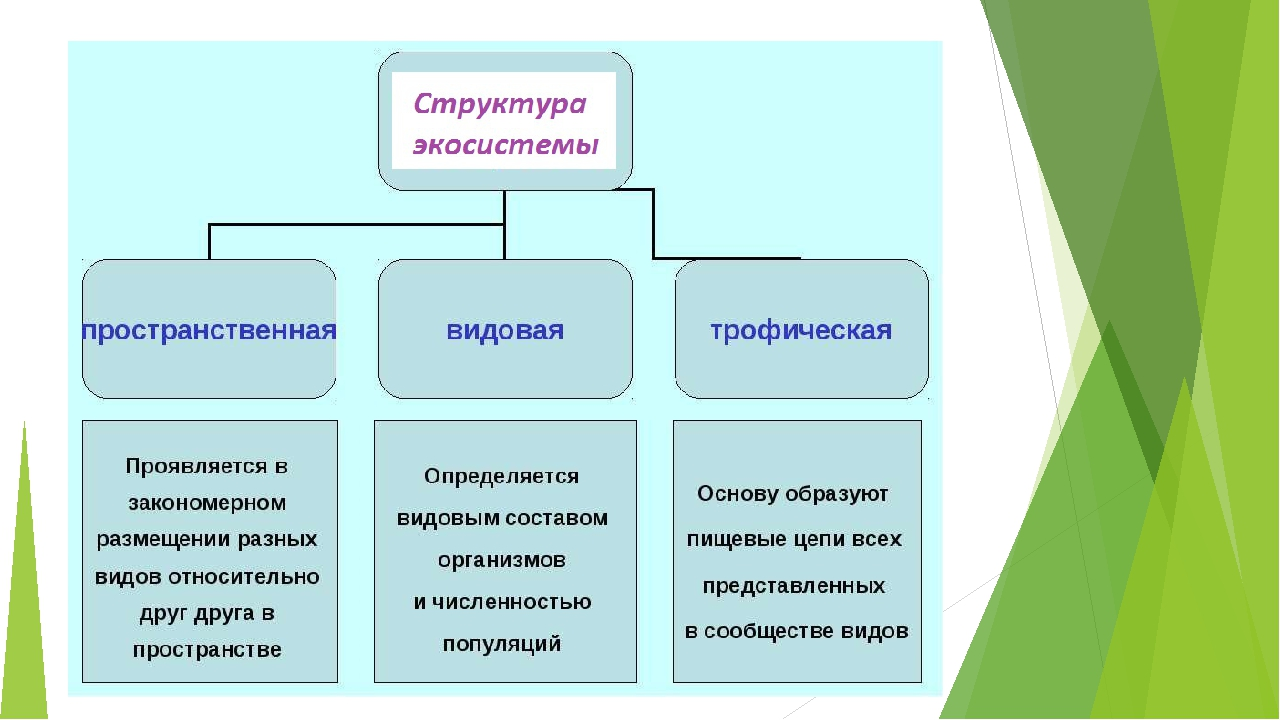 Структура
экосистемы
пространственная
видовая
трофическая
Проявляется в
закономерном
размещении разных
видов относительно
друг друга в
пространстве
Определяется
видовым составом
организмов
и численностью
популяций
Основу образуют
пищевые цепи всех
представленных
в сообществе видов